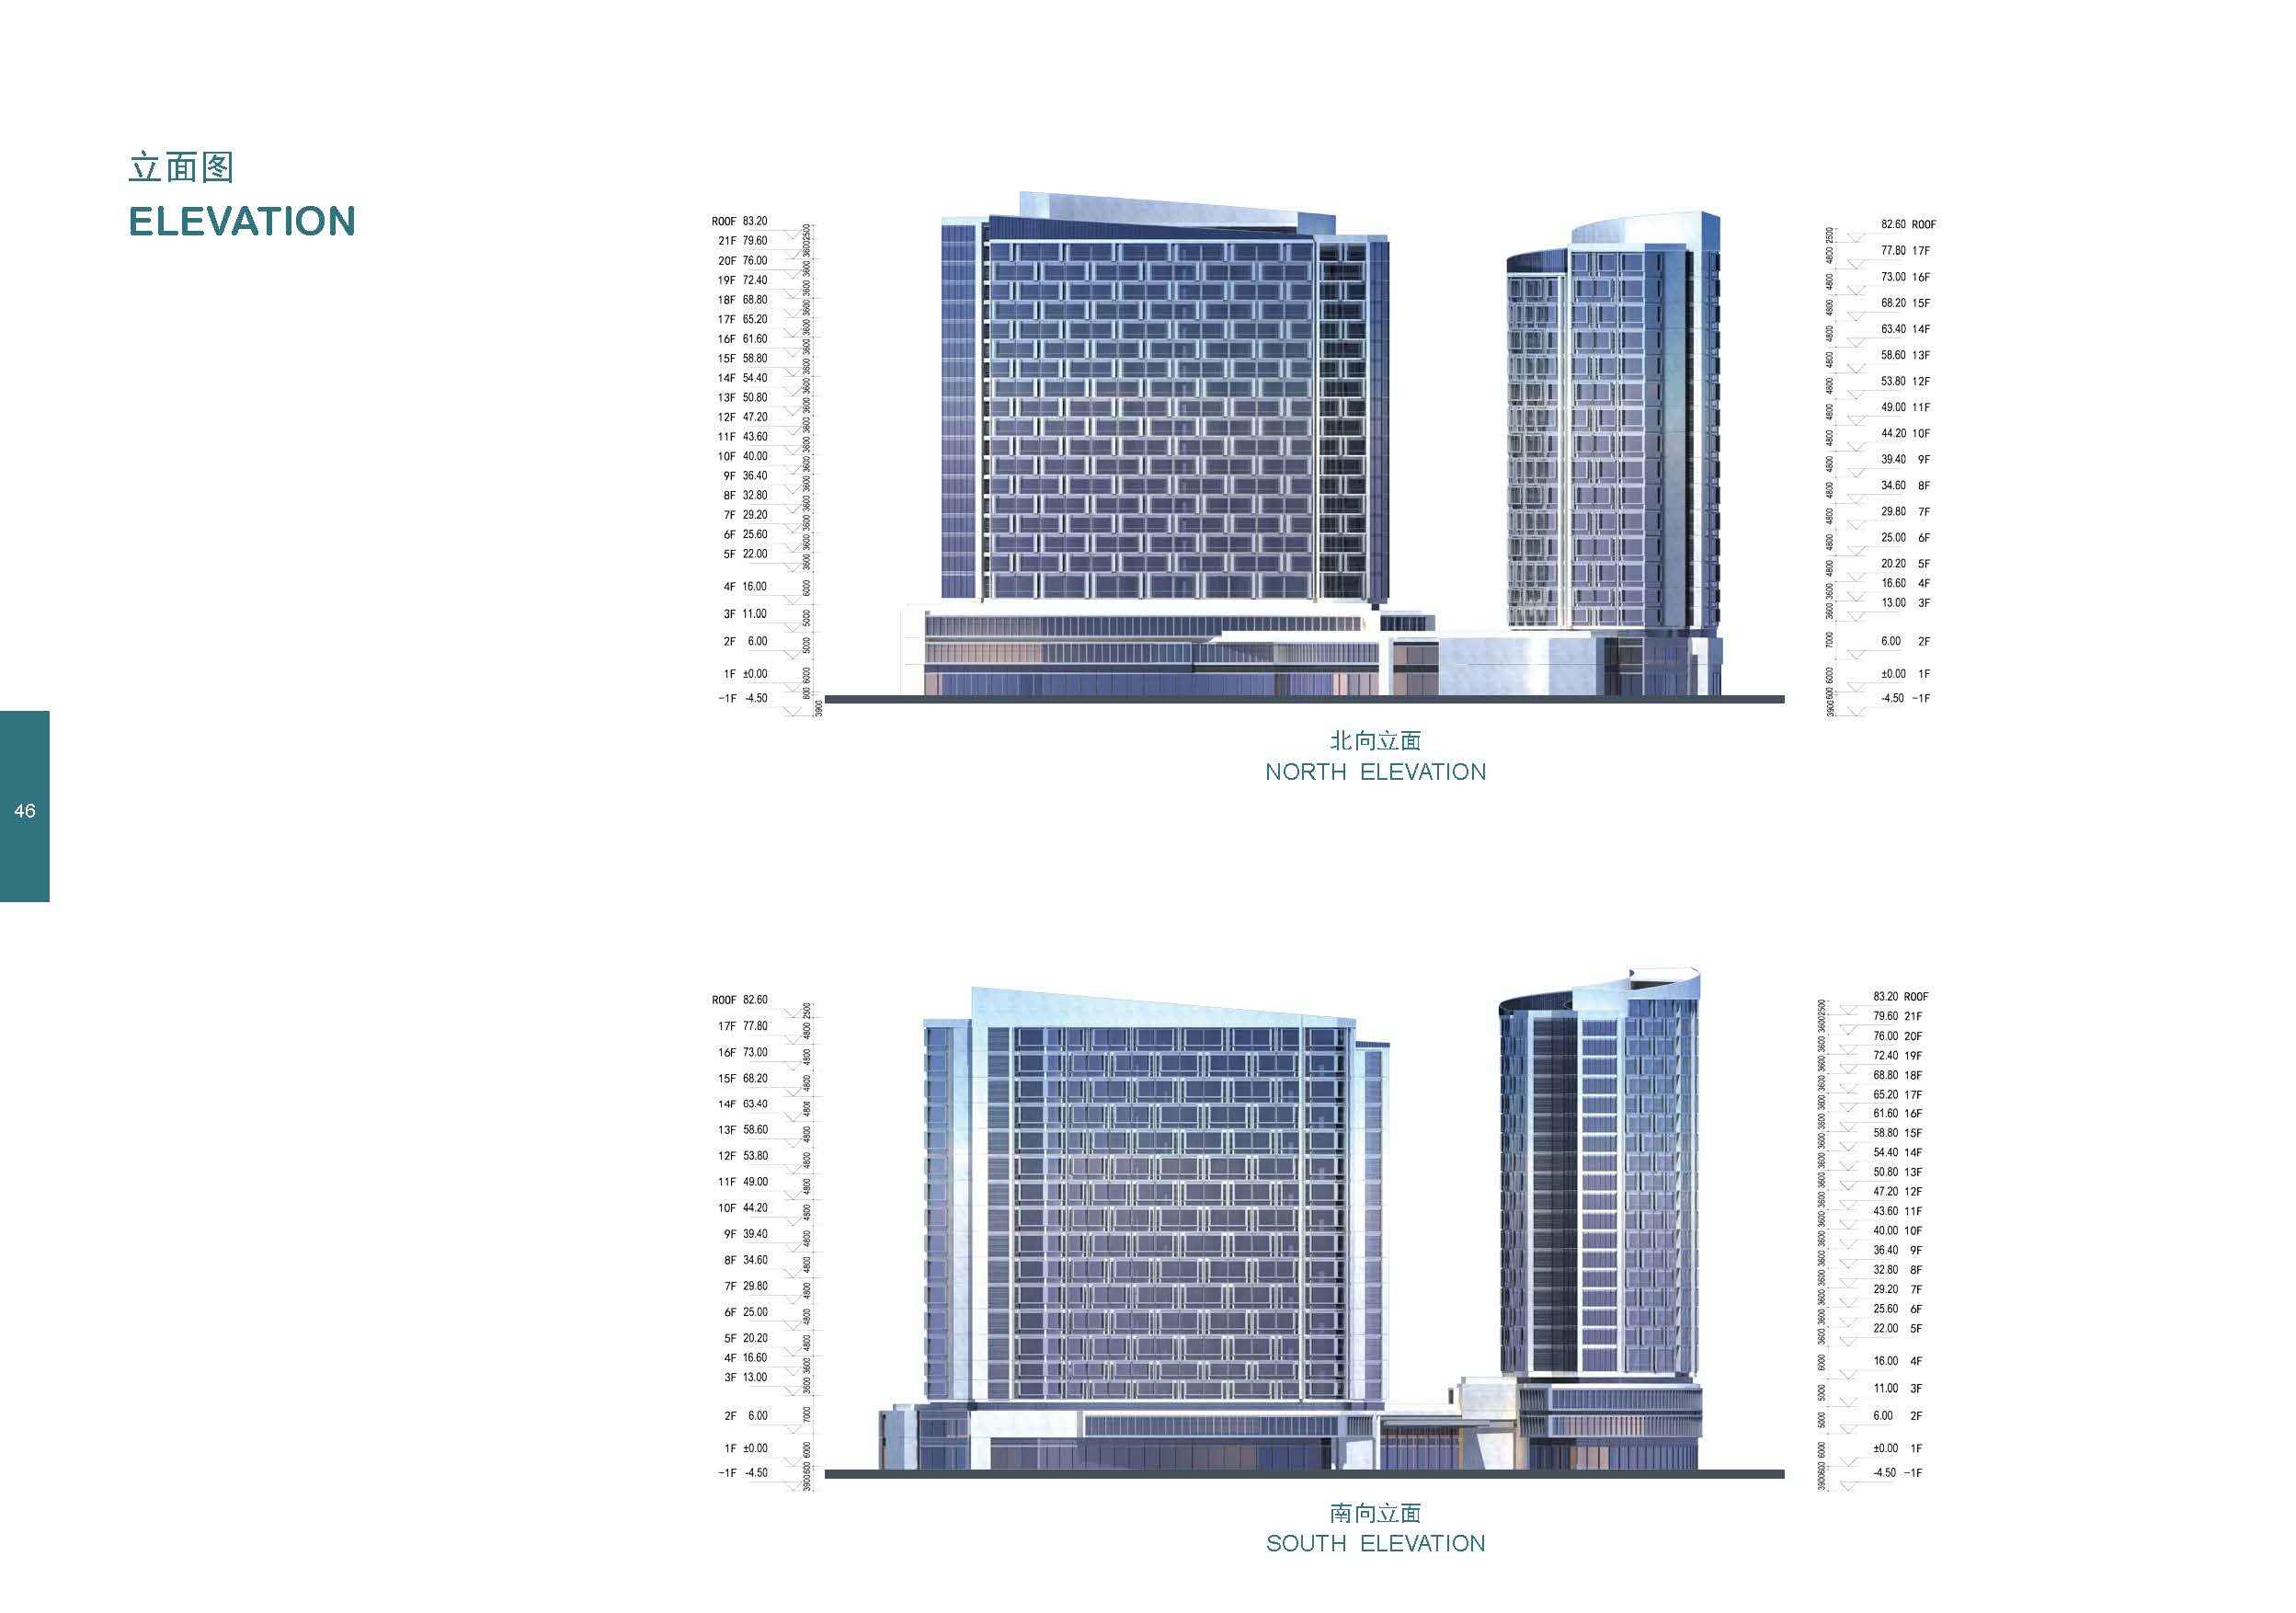 立面图
ELEVATION
ROOF 83.20
21F 79.60
20F 76.00
19F 72.40
18F 68.80
17F 65.20
16F 61.60
15F 58.80
14F 54.40
13F 50.80
12F 47.20
11F 43.60
10F 40.00
9F 36.40
8F 32.80
7F 29.20
6F 25.60
5F 22.00
4F 16.00
3F 11.00
2F 6.00
1F ±0.00
−1F -4.50
82.60 ROOF
77.80 17F
73.00 16F
68.20 15F
63.40 14F
58.60 13F
53.80 12F
49.00 11F
44.20 10F
39.40 9F
34.60 8F
29.80 7F
25.00 6F
20.20 5F
16.60 4F
13.00 3F
6.00 2F
±0.00 1F
-4.50 −1F
北向立面
NORTH ELEVATION
46
ROOF 82.60
17F 77.80
16F 73.00
15F 68.20
14F 63.40
13F 58.60
12F 53.80
11F 49.00
10F 44.20
9F 39.40
8F 34.60
7F 29.80
6F 25.00
5F 20.20
4F 16.60
3F 13.00
2F 6.00
1F ±0.00
−1F -4.50
83.20 ROOF
79.60 21F
76.00 20F
72.40 19F
68.80 18F
65.20 17F
61.60 16F
58.80 15F
54.40 14F
50.80 13F
47.20 12F
43.60 11F
40.00 10F
36.40 9F
32.80 8F
29.20 7F
25.60 6F
22.00 5F
16.00 4F
11.00 3F
6.00 2F
±0.00 1F
-4.50 −1F
南向立面
SOUTH ELEVATION